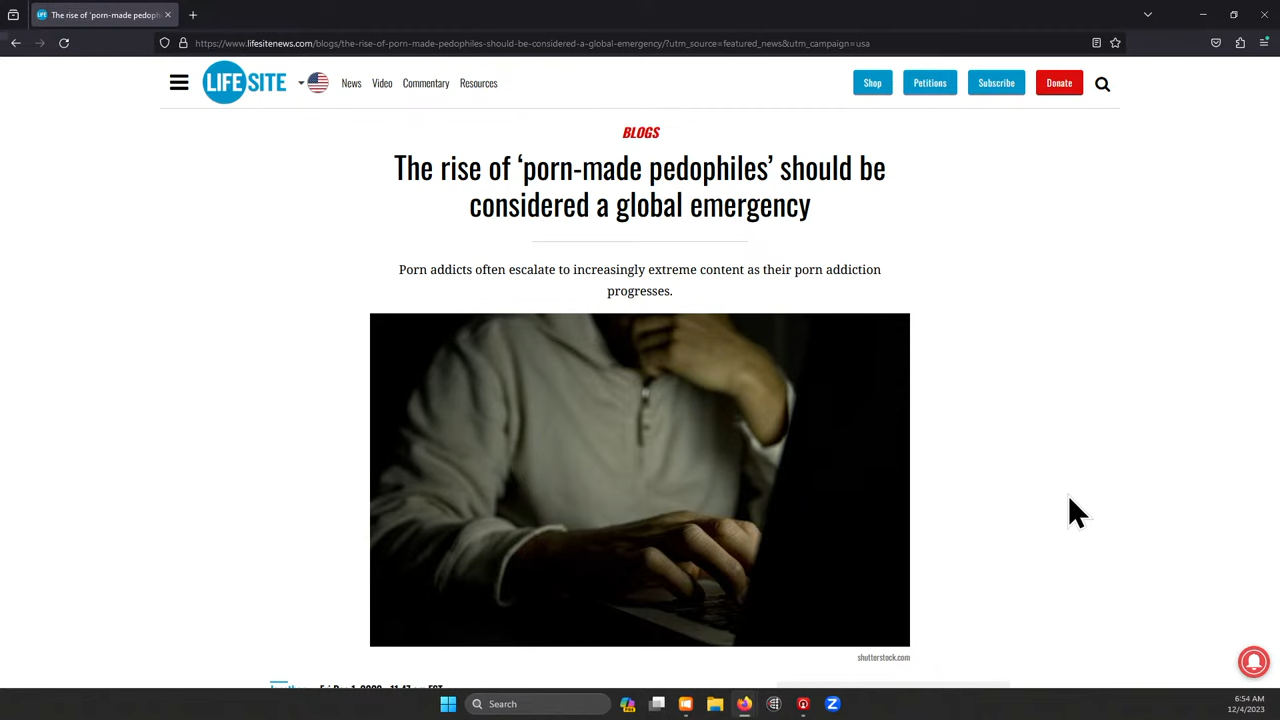 The rise of ‘porn-made pedoph
https://www.lifesitenews.com/blogs/the-rise-of-porn-made-pedophiles-should-be-considered-a-global-emergency/?utm_source=featured_news&utm_campaign=usa
LIFE SITE
News Video Commentary Resources
Shop Petitions Subscribe Donate
BLOGS
The rise of ‘porn-made pedophiles’ should be
considered a global emergency
Porn addicts often escalate to increasingly extreme content as their porn addiction
progresses.
shutterstock.com
Search
6:54 AM
12/4/2023